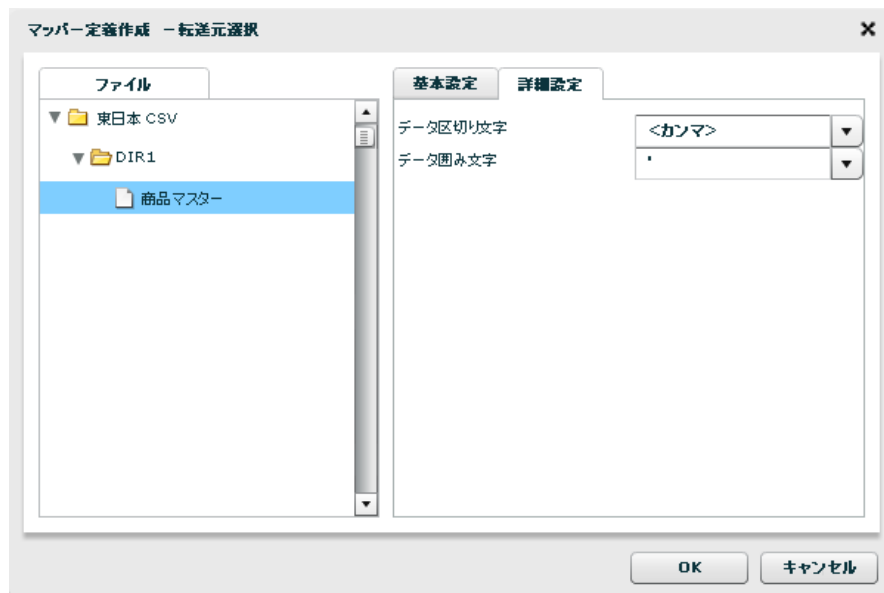 マッパー定義作成 －転送元選択
ファイル
東日本 CSV
DIR1
商品マスター
基本設定 詳細設定
データ区切り文字 <カンマ>
データ囲み文字 '
OK キャンセル